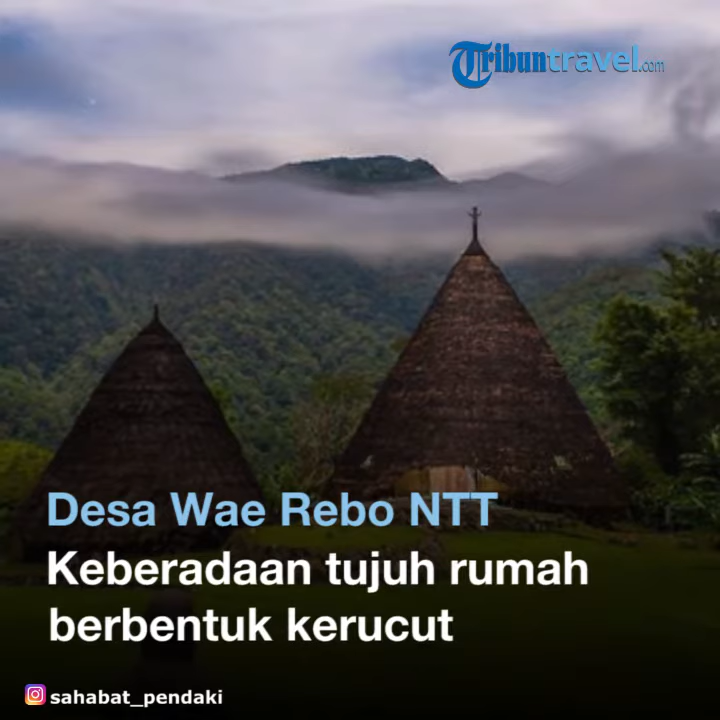 Tribuntravel.com
Desa Wae Rebo NTT
Keberadaan tujuh rumah
berbentuk kerucut
sahabat_pendaki